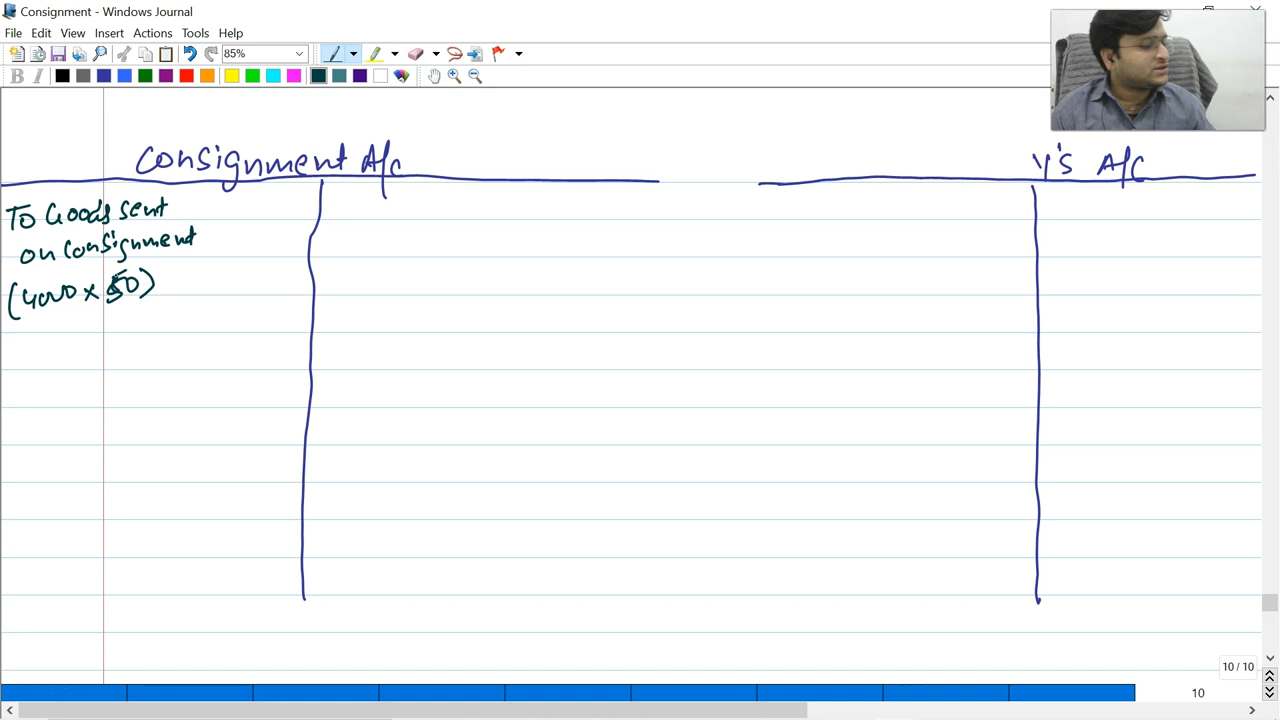 Consignment - Windows Journal
File Edit View Insert Actions Tools Help
85%
B I
Consignment A/c
Y's A/c
To Goods sent
on Consignment
(4000 × 50)
10 / 10
10